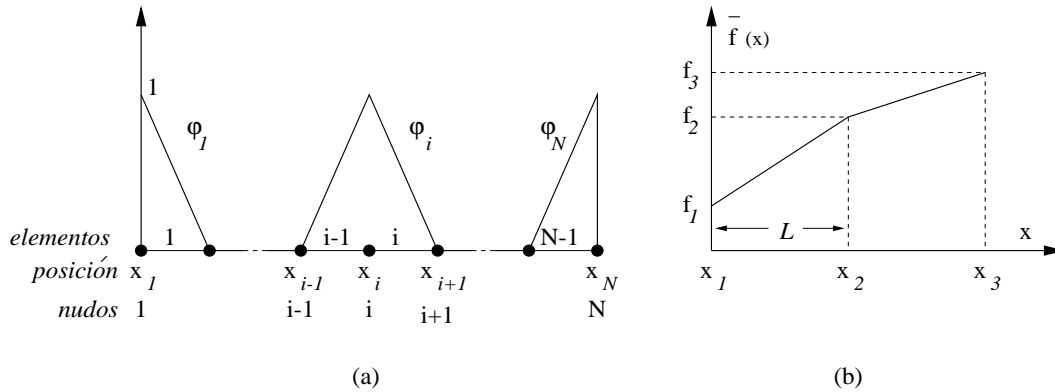 1
φ1
φi
φN
elementos 1 i-1 i N-1
posición x1 xi-1 xi xi+1 xN
nudos 1 i-1 i i+1 N
(a)
f̄ (x)
f3
f2
f1
L
x
x1 x2 x3
(b)